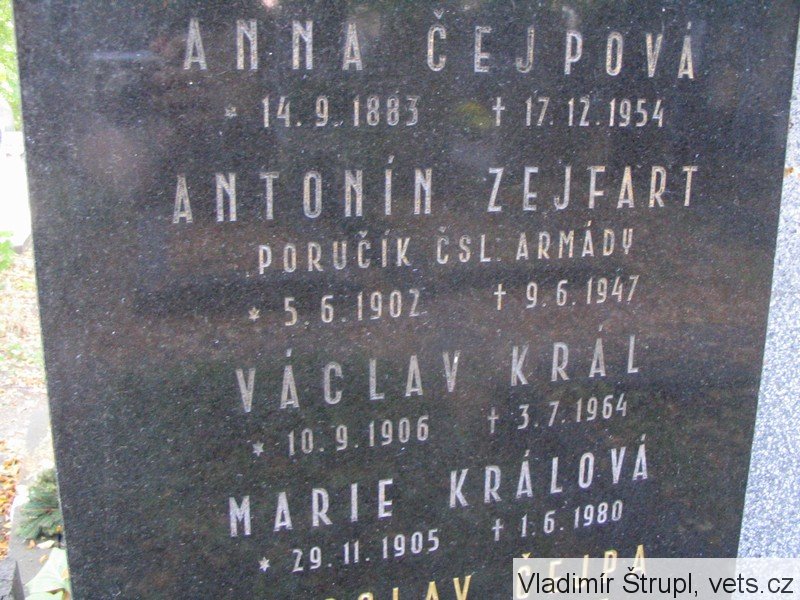 ANNA ČEJPOVÁ
* 14.9.1883 † 17.12.1954
ANTONÍN ZEJFART
PORUČÍK ČSL. ARMÁDY
* 5.6.1902 † 9.6.1947
VÁCLAV KRÁL
* 10.9.1906 † 3.7.1964
MARIE KRÁLOVÁ
* 29.11.1905 † 1.6.1980
ČEJPA
Vladimír Štrupl, vets.cz